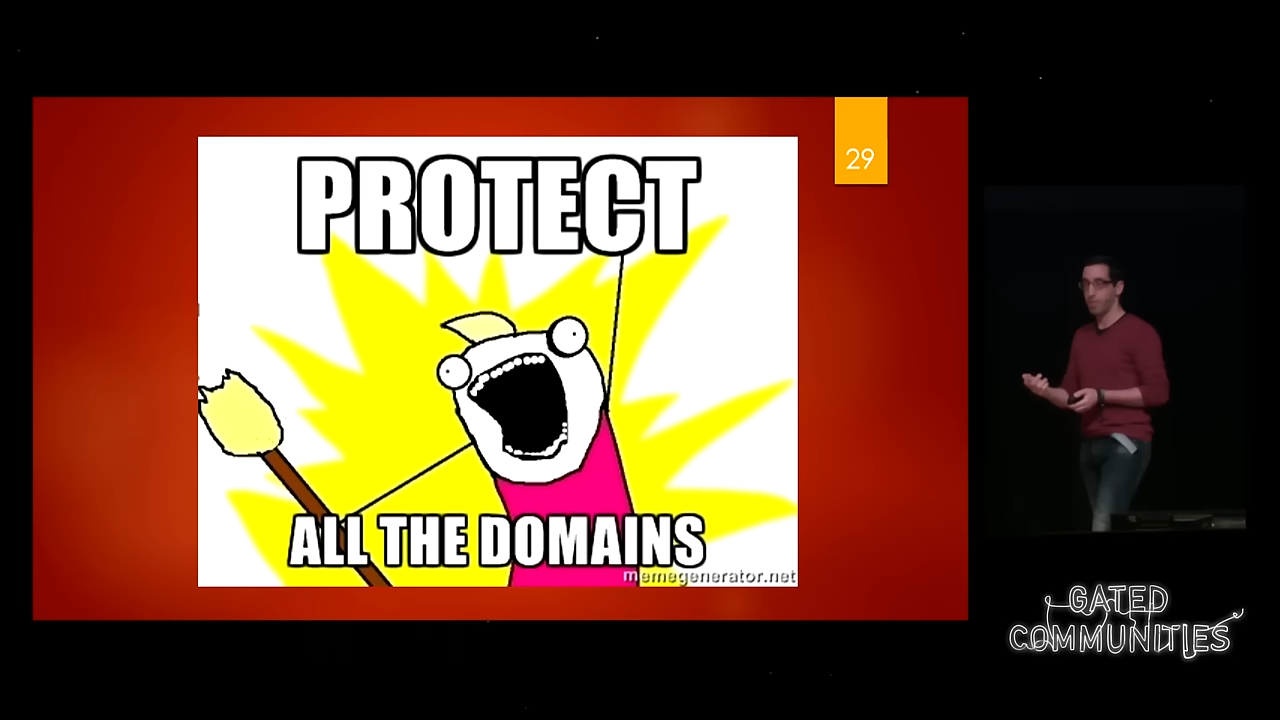 PROTECT
29
ALL THE DOMAINS
memegenerator.net
GATED
COMMUNITIES